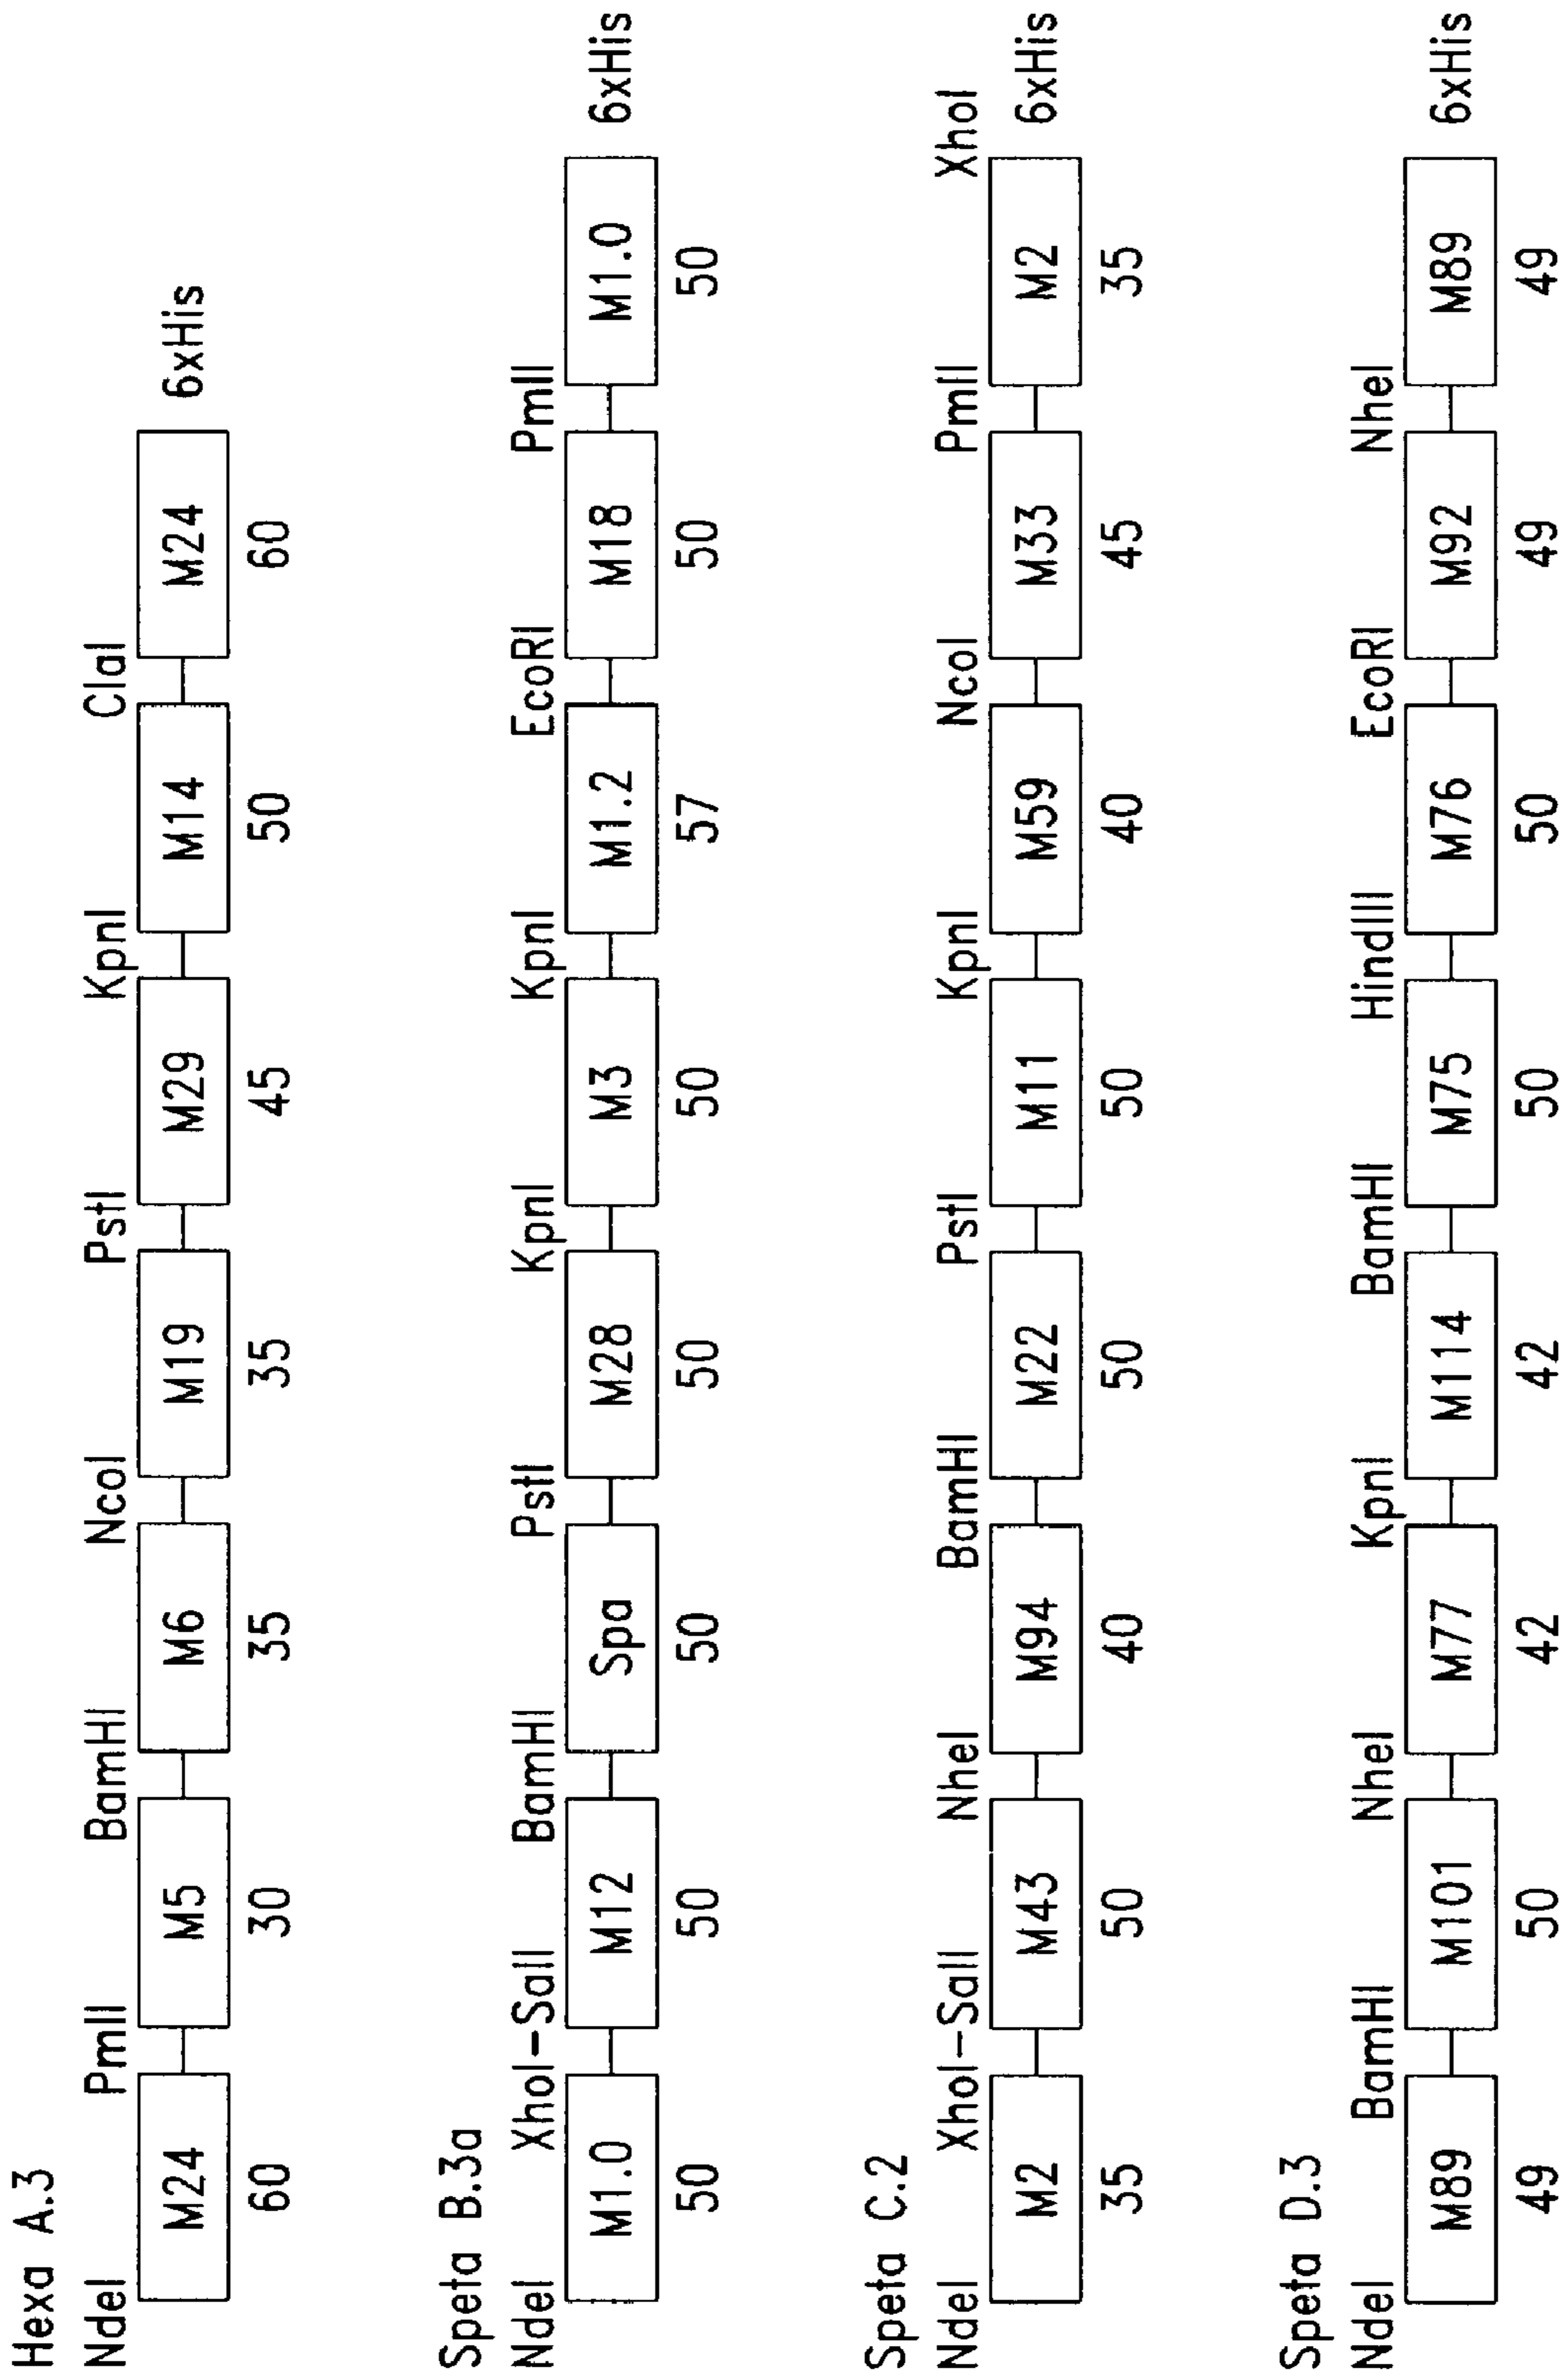 Hexa A.3
NdeI PmlI BamHI NcoI PstI KpnI ClaI
M24 M5 M6 M19 M29 M14 M24 6xHis
60 30 35 35 45 50 60
Speta B.3a
NdeI XhoI-SalI BamHI PstI KpnI KpnI EcoRI PmlI
M1.0 M12 Spa M28 M3 M1.2 M18 M1.0 6xHis
50 50 50 50 50 57 50 50
Speta C.2
NdeI XhoI-SalI NheI BamHI PstI KpnI NcoI PmlI XhoI
M2 M43 M94 M22 M11 M59 M33 M2 6xHis
35 50 40 50 50 40 45 35
Speta D.3
NdeI BamHI NheI KpnI BamHI HindIII EcoRI NheI
M89 M101 M77 M114 M75 M76 M92 M89 6xHis
49 50 42 42 50 50 49 49